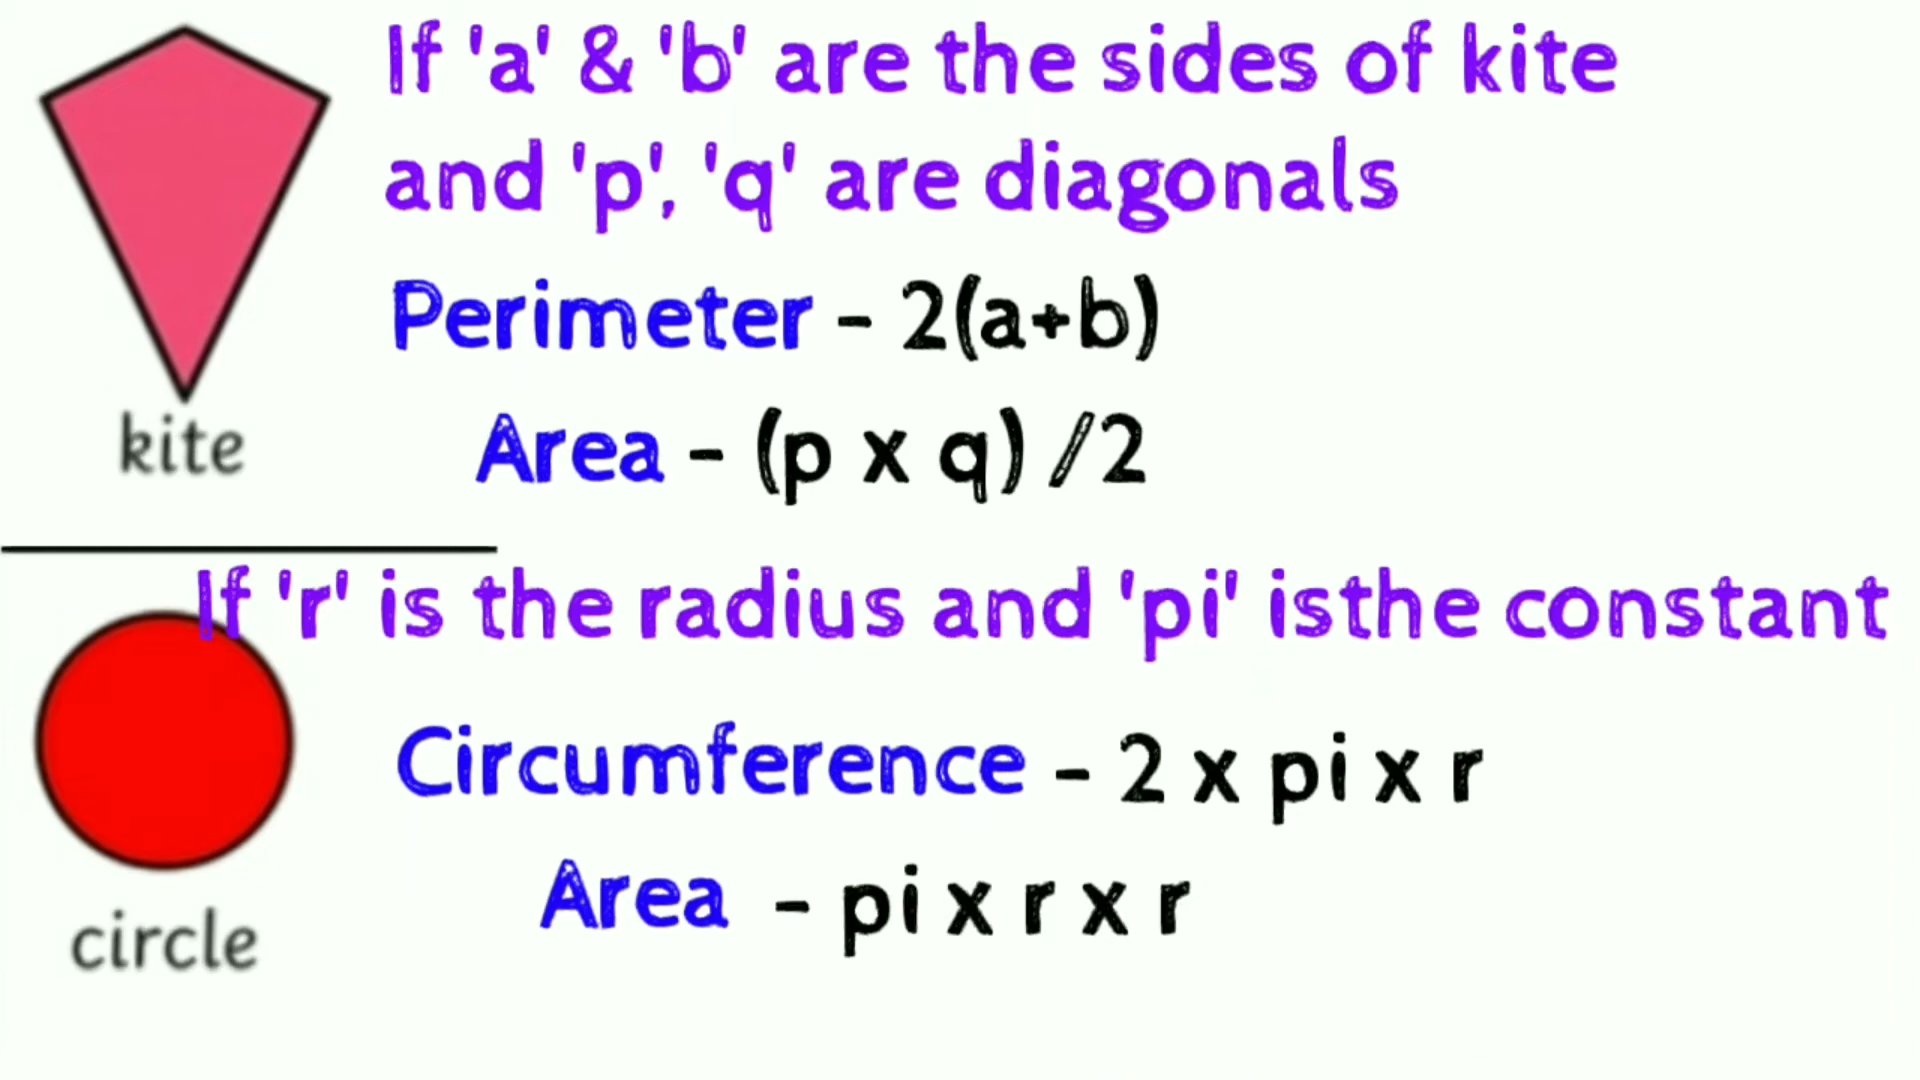 If 'a' & 'b' are the sides of kite
and 'p', 'q' are diagonals
Perimeter - 2(a+b)
Area - (p x q) /2
kite
If 'r' is the radius and 'pi' isthe constant
Circumference - 2 x pi x r
Area - pi x r x r
circle